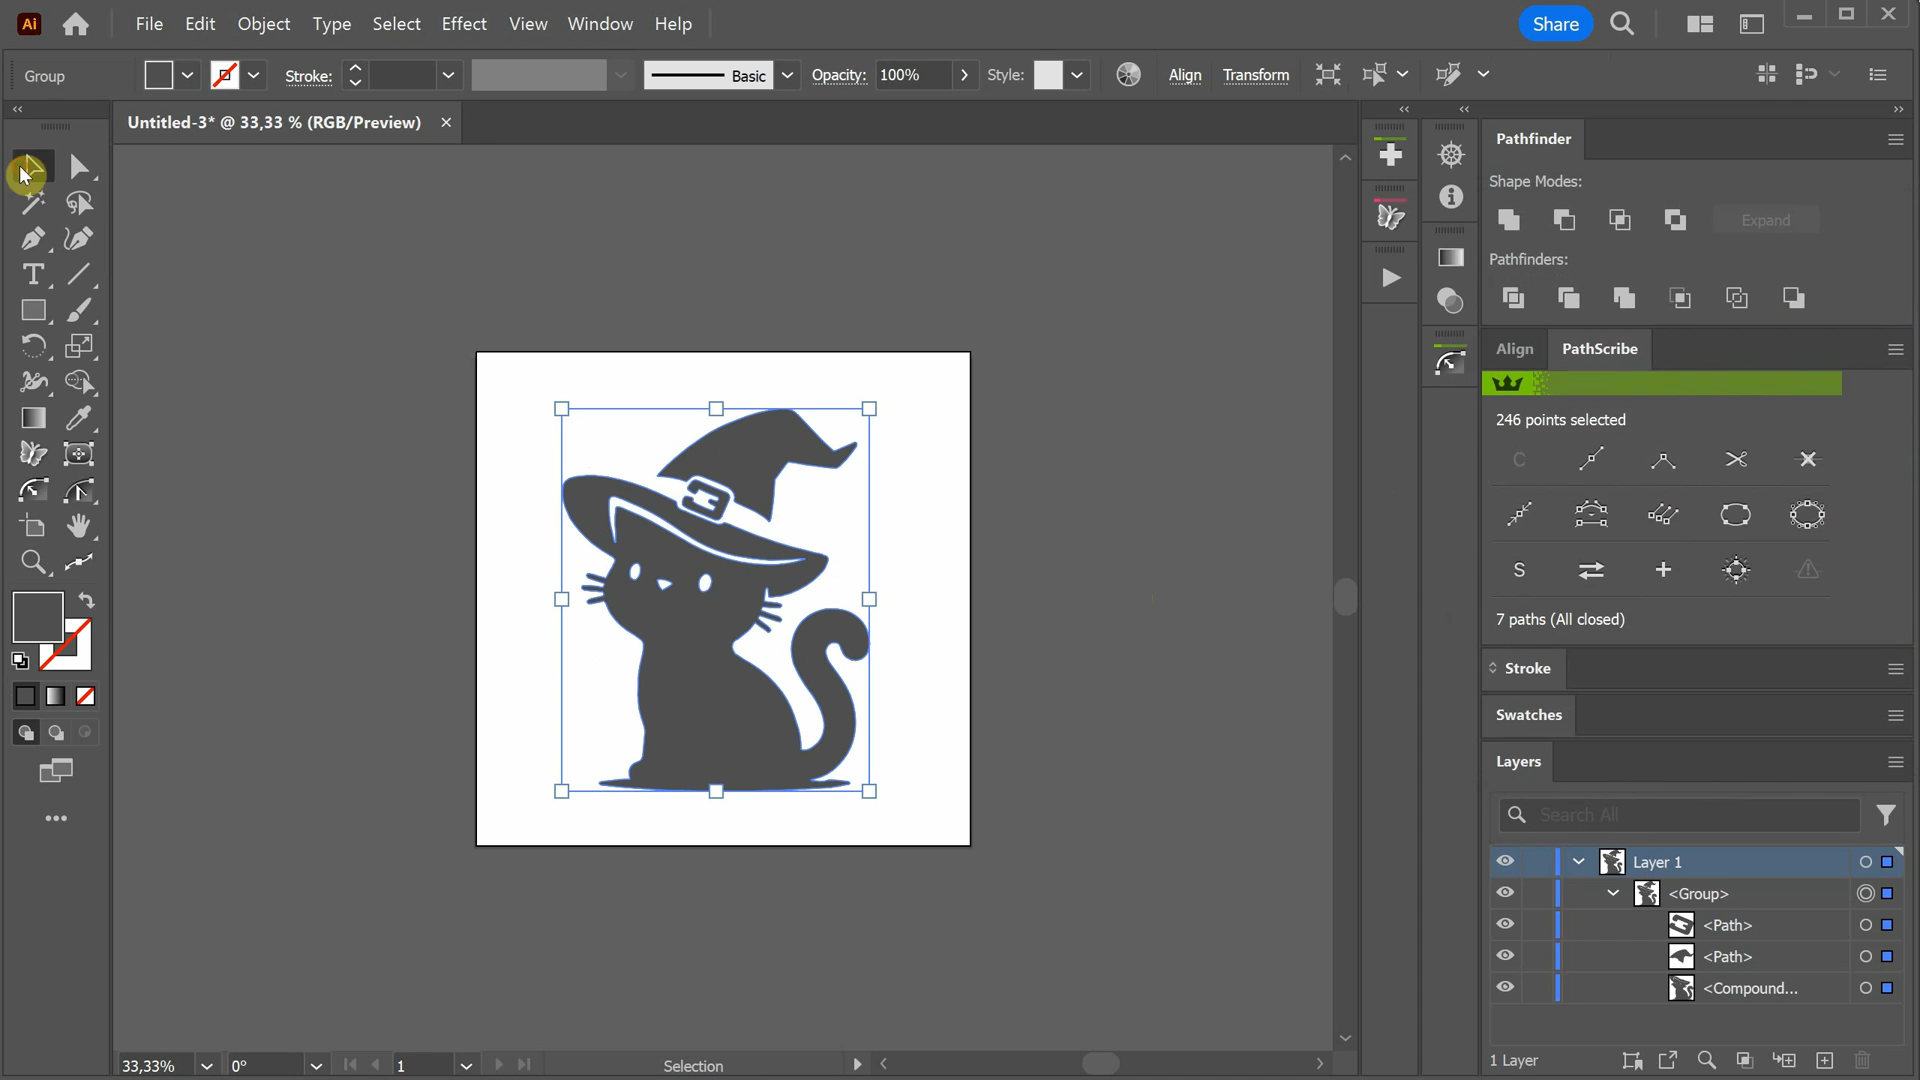 Ai File Edit Object Type Select Effect View Window Help Share
Group Stroke: Basic Opacity: 100% Style: Align Transform
Untitled-3* @ 33,33 % (RGB/Preview)
Pathfinder
Shape Modes:
Expand
Pathfinders:
Align PathScribe
246 points selected
C
S
7 paths (All closed)
Stroke
Swatches
Layers
Search All
Layer 1
<Group>
<Path>
<Path>
<Compound...
1 Layer
33,33% 0° 1 Selection